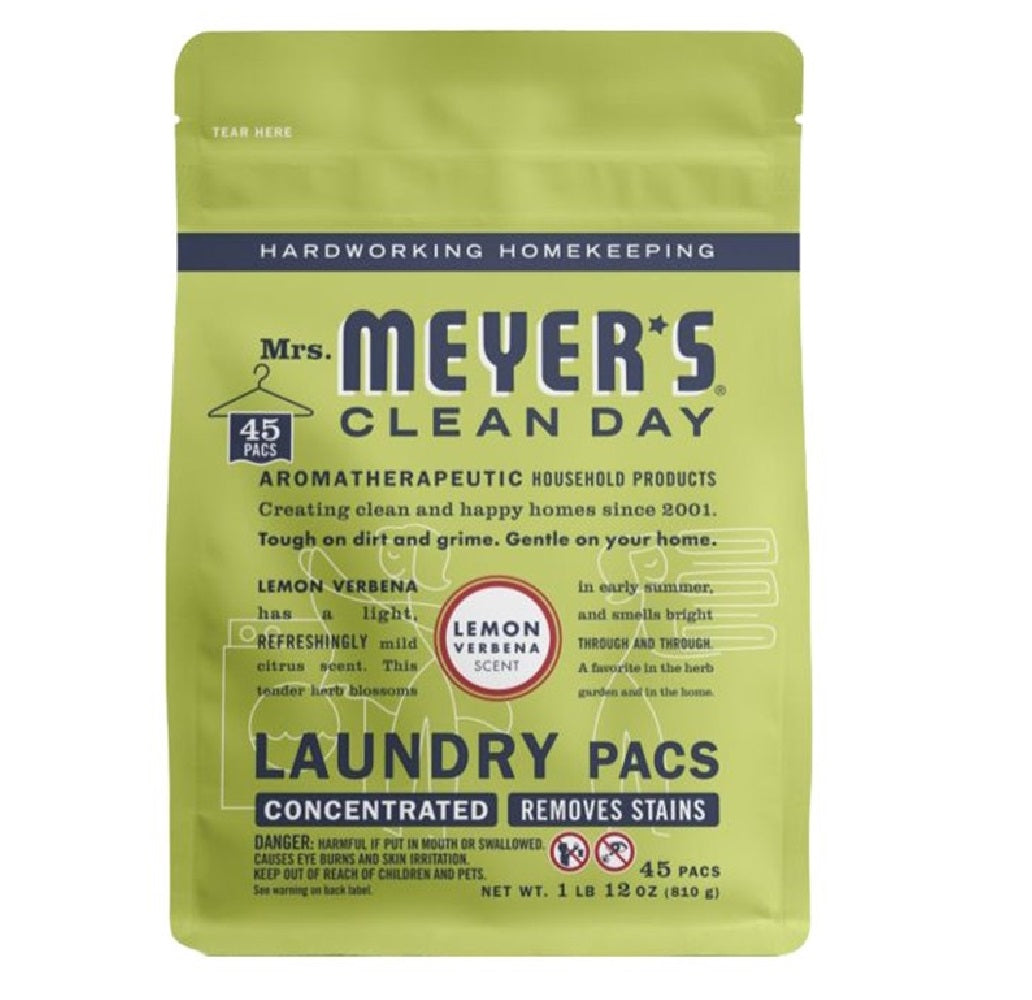 TEAR HERE
HARDWORKING HOMEKEEPING
Mrs. MEYER'S®
CLEAN DAY
45
PACS
AROMATHERAPEUTIC HOUSEHOLD PRODUCTS
Creating clean and happy homes since 2001.
Tough on dirt and grime. Gentle on your home.
LEMON VERBENA
has a light,
REFRESHINGLY mild
citrus scent. This
tender herb blossoms
LEMON
VERBENA
SCENT
in early summer,
and smells bright
THROUGH AND THROUGH.
A favorite in the herb
garden and in the home.
LAUNDRY PACS
CONCENTRATED REMOVES STAINS
DANGER: HARMFUL IF PUT IN MOUTH OR SWALLOWED.
CAUSES EYE BURNS AND SKIN IRRITATION.
KEEP OUT OF REACH OF CHILDREN AND PETS.
See warning on back label.
45 PACS
NET WT. 1 LB 12 OZ (810 g)